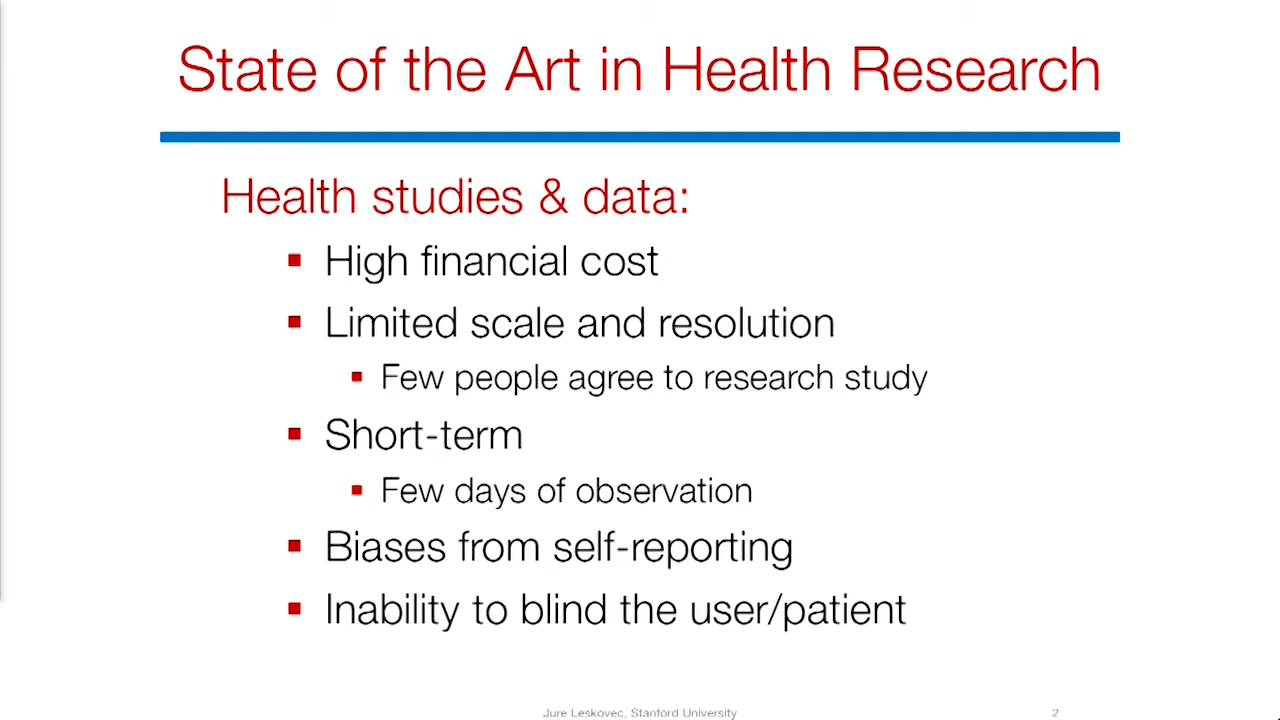 State of the Art in Health Research
Health studies & data:
High financial cost
Limited scale and resolution
Few people agree to research study
Short-term
Few days of observation
Biases from self-reporting
Inability to blind the user/patient
Jure Leskovec, Stanford University
2